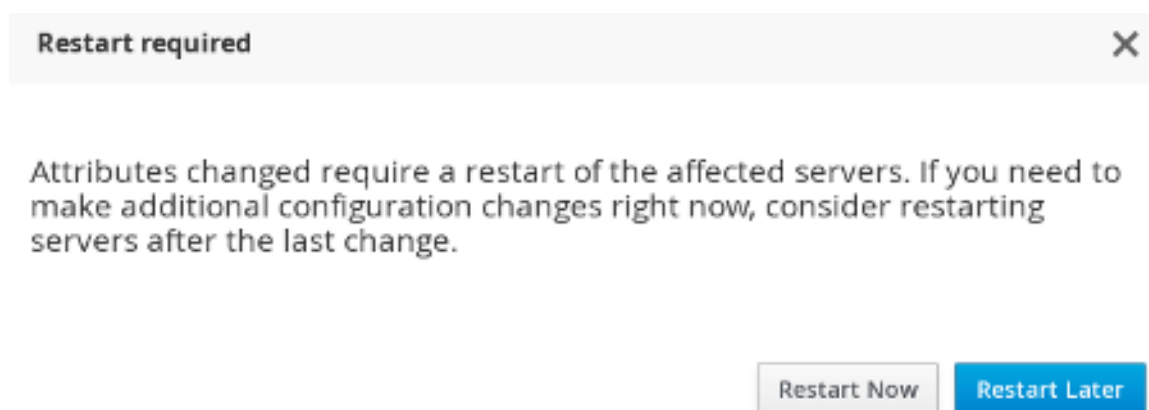 Restart required
Attributes changed require a restart of the affected servers. If you need to
make additional configuration changes right now, consider restarting
servers after the last change.
Restart Now Restart Later